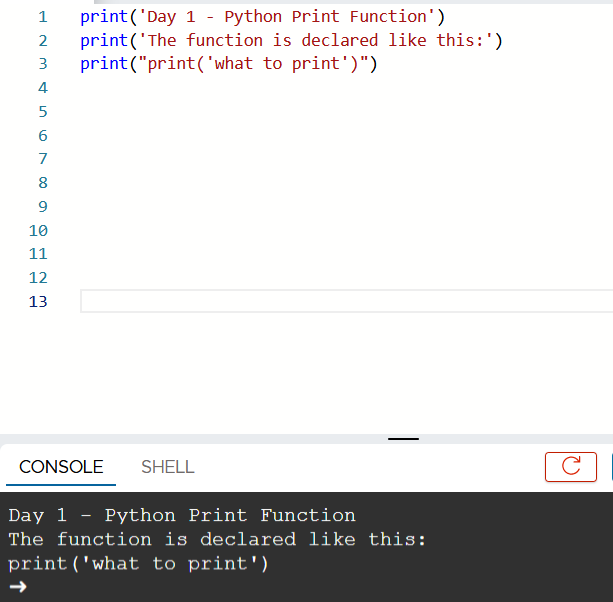 1 print('Day 1 - Python Print Function')
2 print('The function is declared like this:')
3 print("print('what to print')")
4
5
6
7
8
9
10
11
12
13
CONSOLE SHELL
Day 1 - Python Print Function
The function is declared like this:
print('what to print')
➜